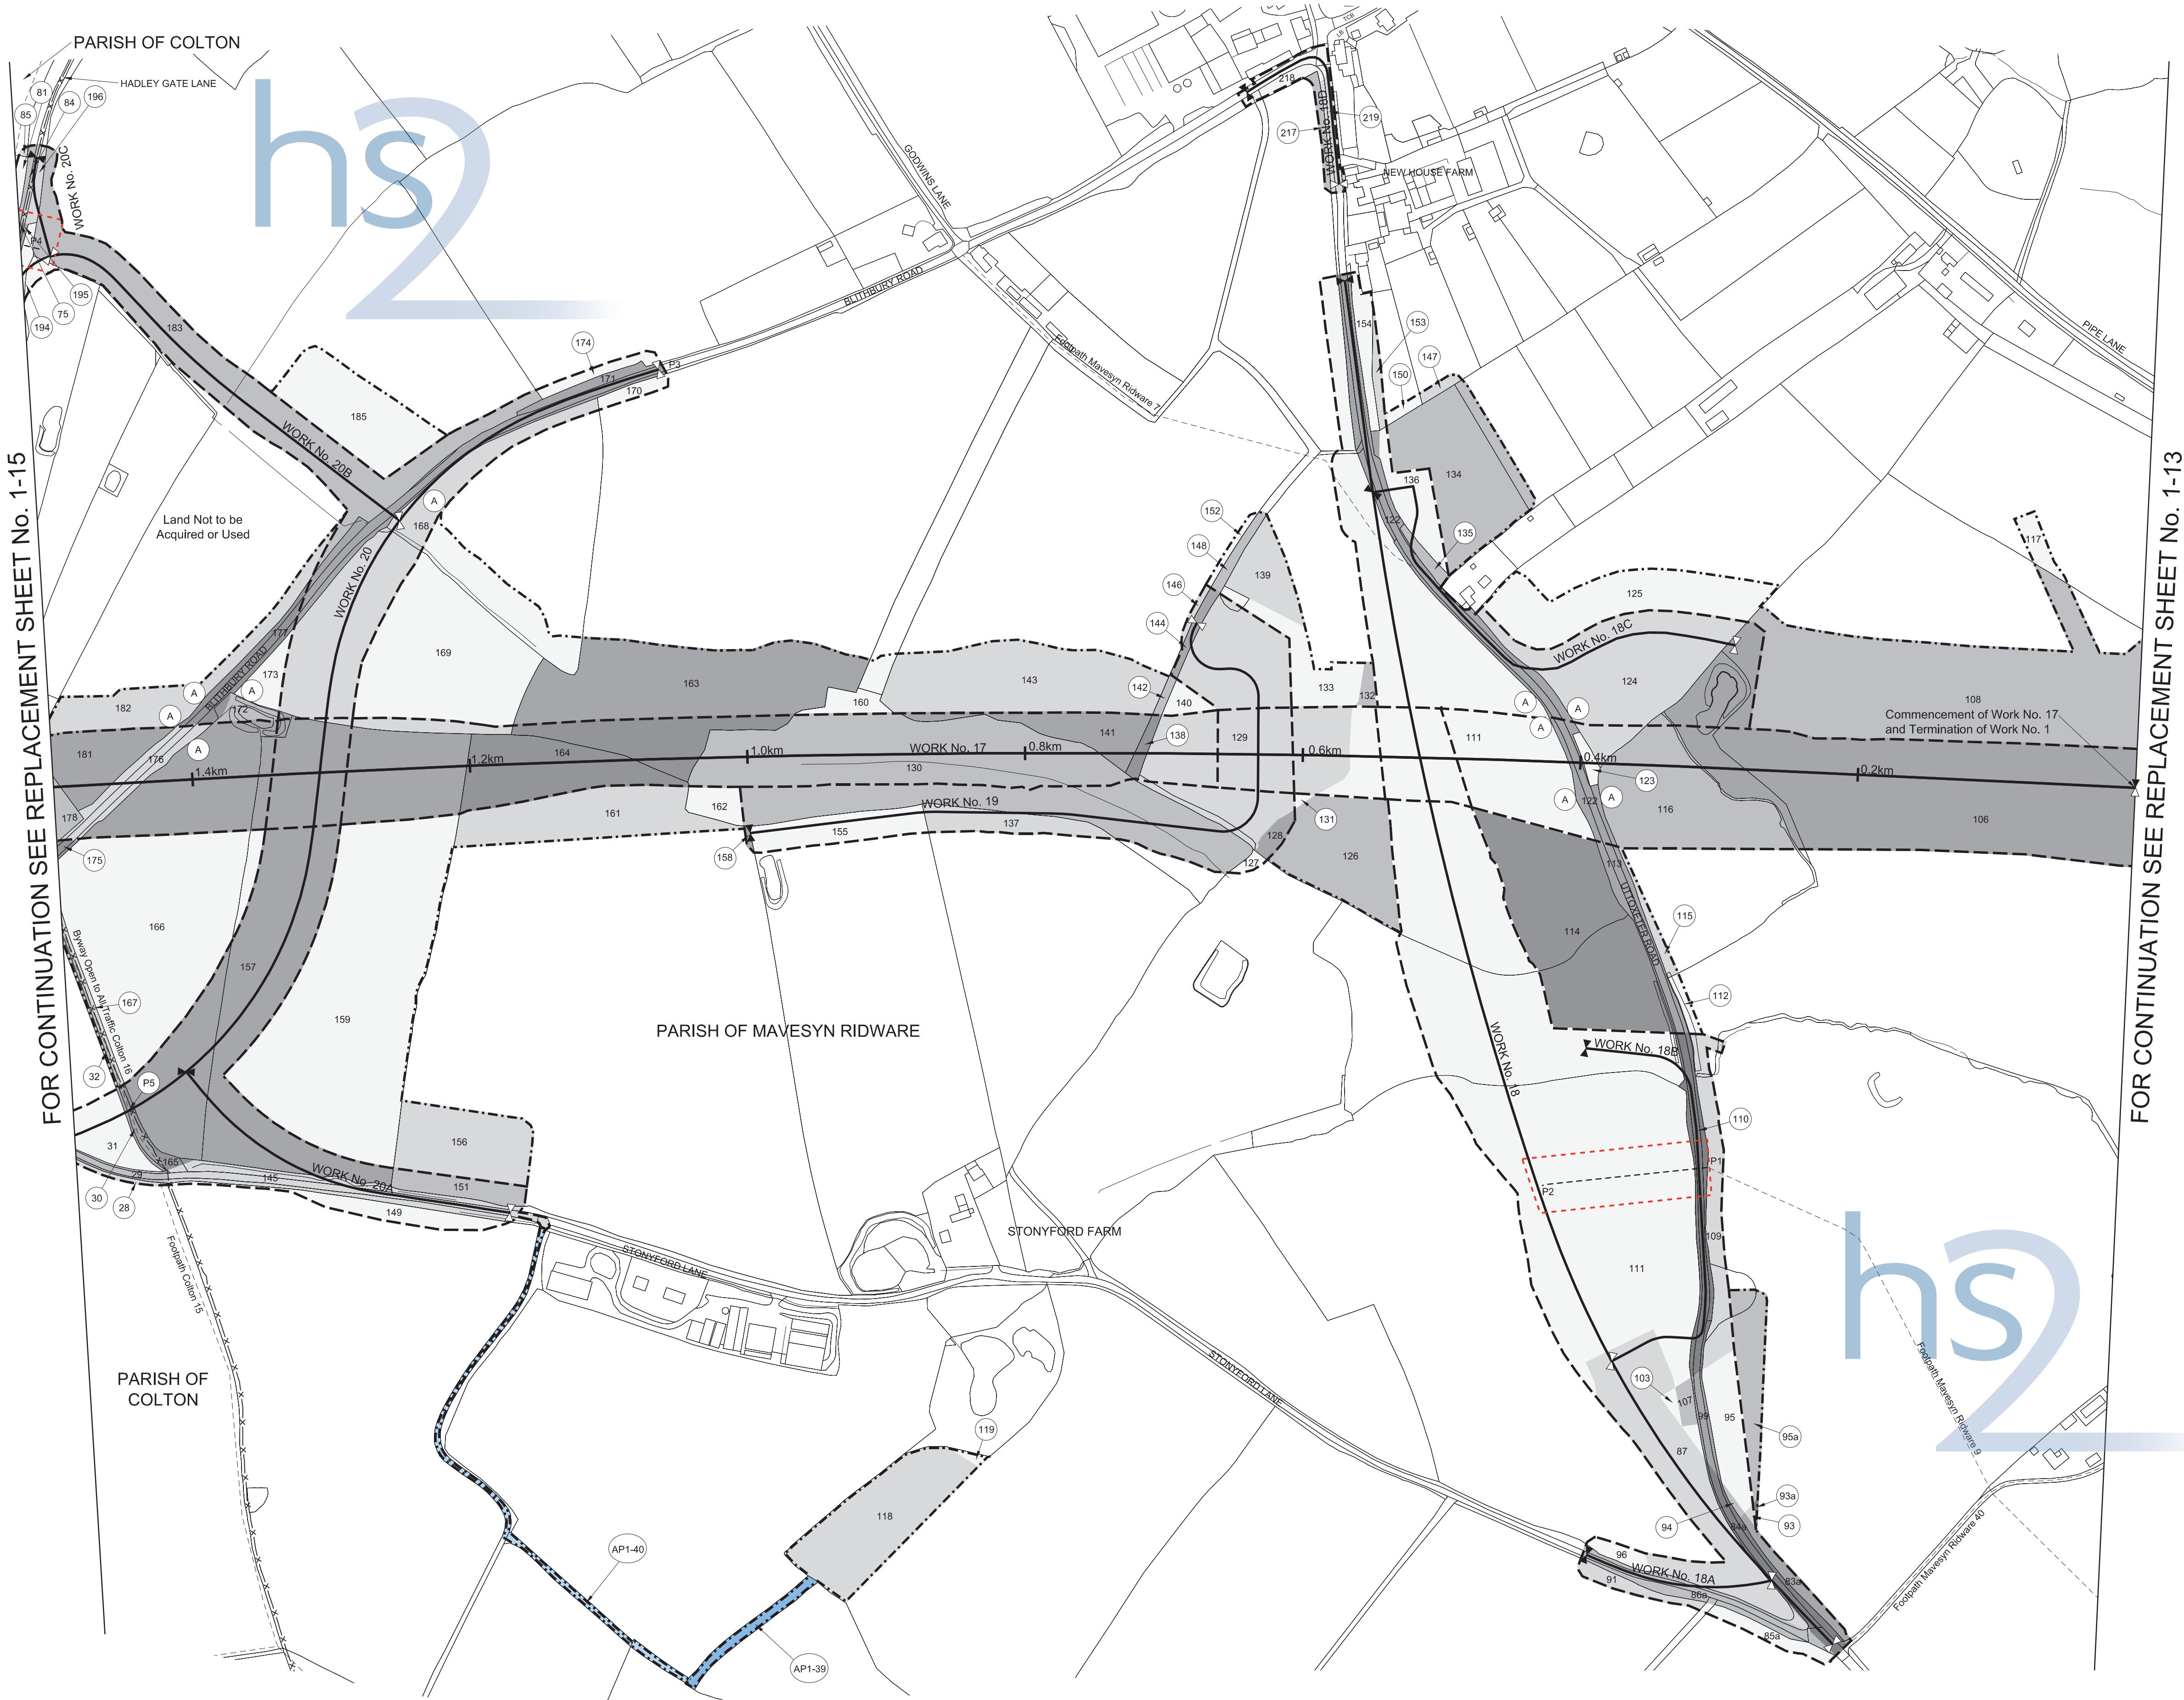 PARISH OF COLTON
HADLEY GATE LANE
81
84
196
85
WORK No. 20C
P4
195
75
194
183
hs2
218
LB
TCB
WORK No. 18D
217
219
NEW HOUSE FARM
GODWINS LANE
BLITHBURY ROAD
Footpath Mavesyn Ridware 7
PIPE LANE
174
171
P3
170
185
WORK No. 20B
A
168
Land Not to be
Acquired or Used
WORK No. 20
154
153
150
147
134
136
122
135
FOR CONTINUATION SEE REPLACEMENT SHEET No. 1-15
FOR CONTINUATION SEE REPLACEMENT SHEET No. 1-13
152
148
146
144
139
117
125
WORK No. 18C
124
177
BLITHBURY ROAD
173
169
163
143
142
140
133
132
160
182
A
A
172
A
A
181
176
164
141
138
129
111
A
A
A
108
Commencement of Work No. 17
and Termination of Work No. 1
1.4km
1.2km
1.0km
WORK No. 17
0.8km
0.6km
0.4km
0.2km
130
123
178
161
162
WORK No. 19
155
137
131
128
127
126
A
122
A
116
106
175
158
113
UTTOXETER ROAD
115
114
166
157
Byway Open to All Traffic Colton 16
167
159
112
PARISH OF MAVESYN RIDWARE
WORK No. 18
WORK No. 18B
32
P5
110
31
165
156
P1
P2
29
30
28
145
WORK No. 20A
151
149
Footpath Colton 15
STONYFORD LANE
STONYFORD FARM
109
111
hs2
Footpath Mavesyn Ridware 9
STONYFORD LANE
PARISH OF
COLTON
103
107
99
95
95a
87
119
118
93a
93
94
84a
AP1-40
AP1-39
96
WORK No. 18A
91
86a
83a
85a
Footpath Mavesyn Ridware 40